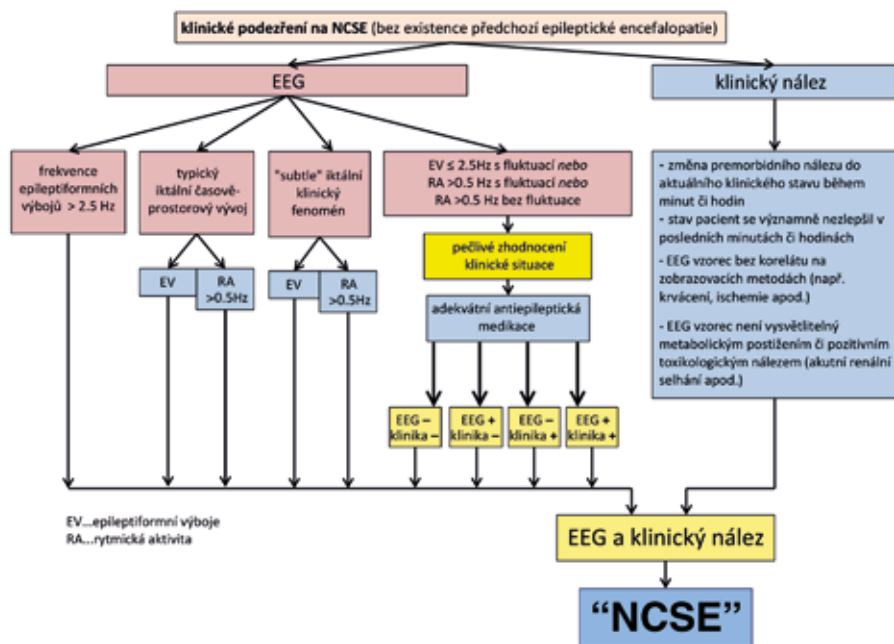 klinické podezření na NCSE (bez existence předchozí epileptické encefalopatie)
EEG
klinický nález
frekvence
epileptiformních
výbojů > 2.5 Hz
typický
iktální časově-
prostorový vývoj
"subtle" iktální
klinický
fenomén
EV ≤ 2.5Hz s fluktuací nebo
RA >0.5 Hz s fluktuací nebo
RA >0.5 Hz bez fluktuace
- změna premorbidního nálezu do
aktuálního klinického stavu během
minut či hodin
- stav pacient se významně nezlepšil v
posledních minutách či hodinách
- EEG vzorec bez korelátu na
zobrazovacích metodách (např.
krvácení, ischemie apod.)
- EEG vzorec není vysvětlitelný
metabolickým postižením či pozitivním
toxikologickým nálezem (akutní renální
selhání apod.)
pečlivé zhodnocení
klinické situace
EV
RA
>0.5Hz
EV
RA
>0.5Hz
adekvátní antiepileptická
medikace
EEG –
klinika –
EEG +
klinika –
EEG –
klinika +
EEG +
klinika +
EV...epileptiformní výboje
RA...rytmická aktivita
EEG a klinický nález
“NCSE”